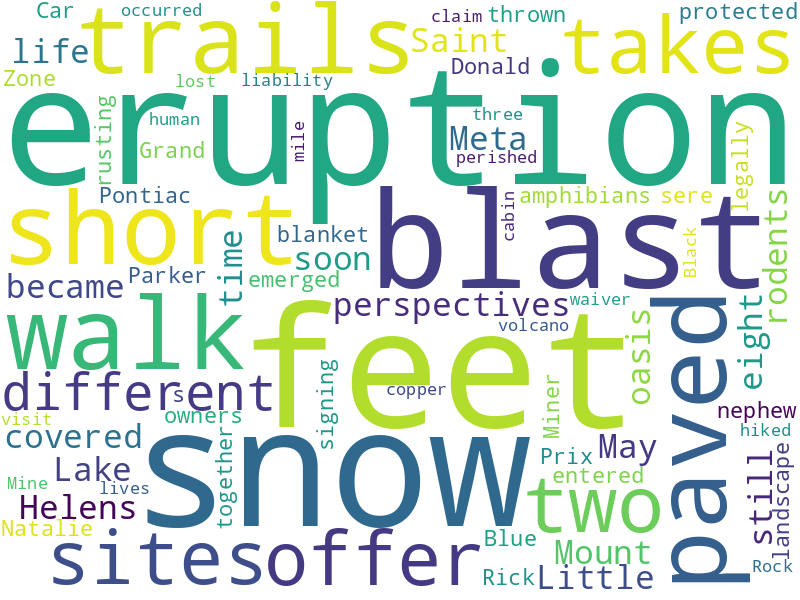 Car
occurred
claim
thrown
protected
trails
Saint
takes
life
Donald
Zone
lost
liability
eruption
rusting
human
three
Meta
Grand
mile
perished
legally
Pontiac
cabin
amphibians
sere
rodents
short
blast
blanket
time
soon
Black
became
Parker
emerged
perspectives
waiver
walk
feet
volcano
paved
eight
oasis
different
s
copper
signing
Miner
nephew
visit
owners
hiked
covered
together
snow
May
still
landscape
Lake
Prix
entered
Mine
lives
Helens
two
Natalie
sites
offer
Blue
Mount
Rick
Little
Rock